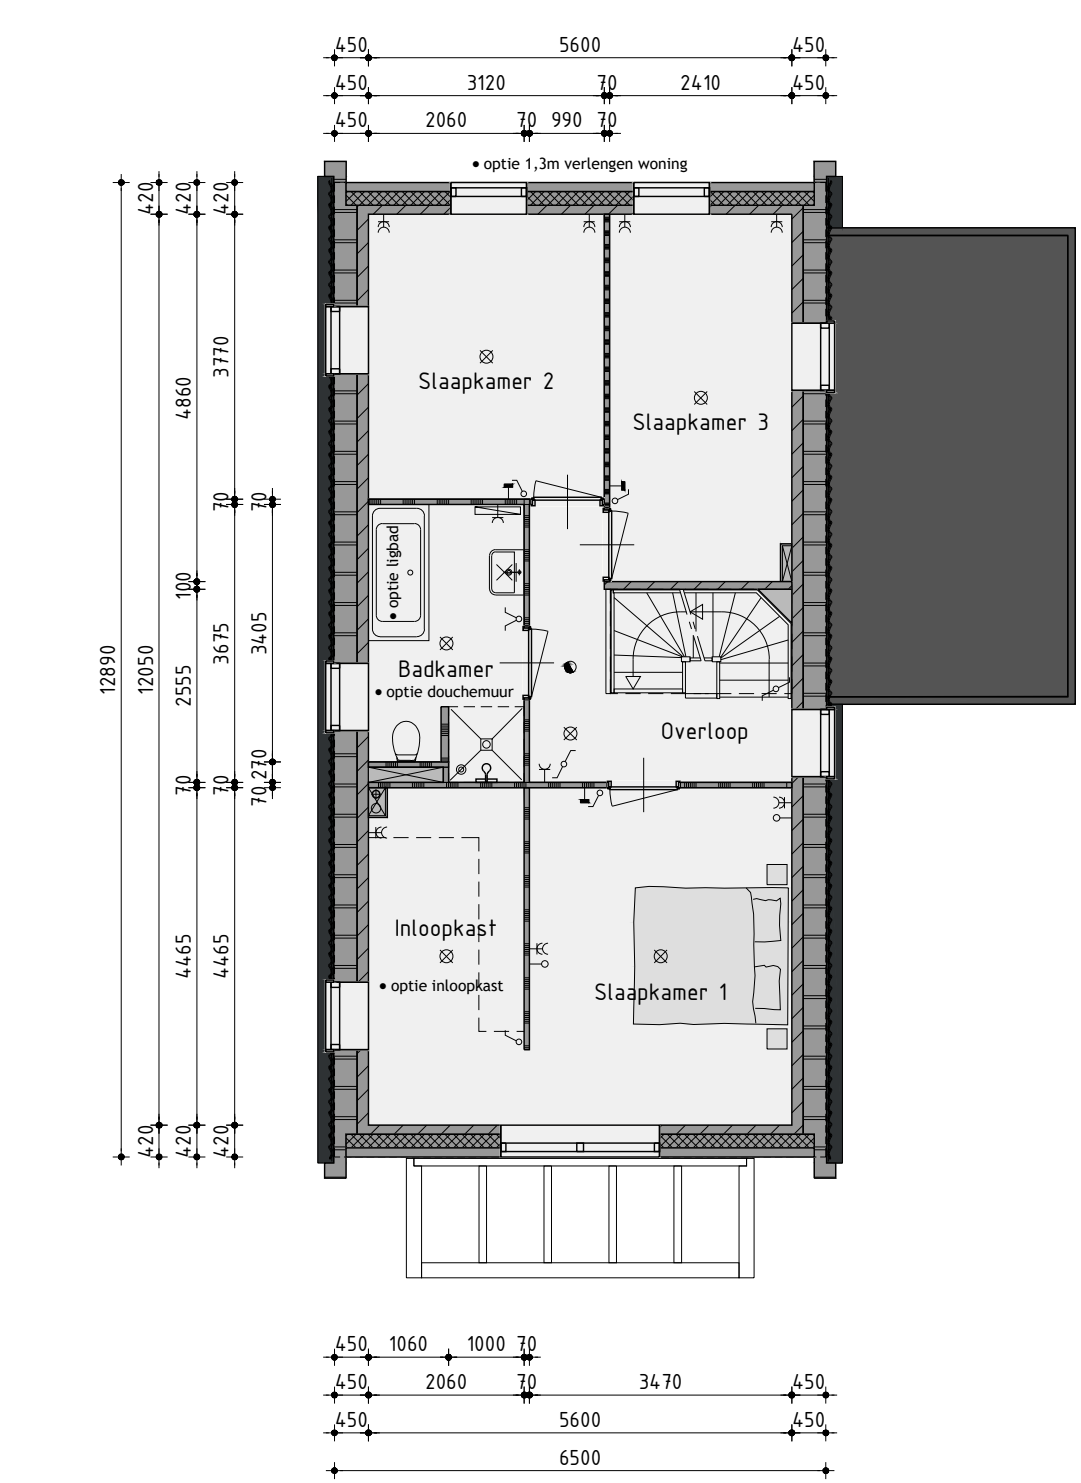 450 5600 450
450 3120 70 2410 450
450 2060 70 990 70
• optie 1,3m verlengen woning
420 420 420
3770
4860
Slaapkamer 2
Slaapkamer 3
70 70
• optie ligbad
100
12890 12050 2555 3675 3405
Badkamer
• optie douchemuur
Overloop
270
70 70 70
Inloopkast
4465 4465
• optie inloopkast
Slaapkamer 1
420 420 420
450 1060 1000 70
450 2060 70 3470 450
450 5600 450
6500